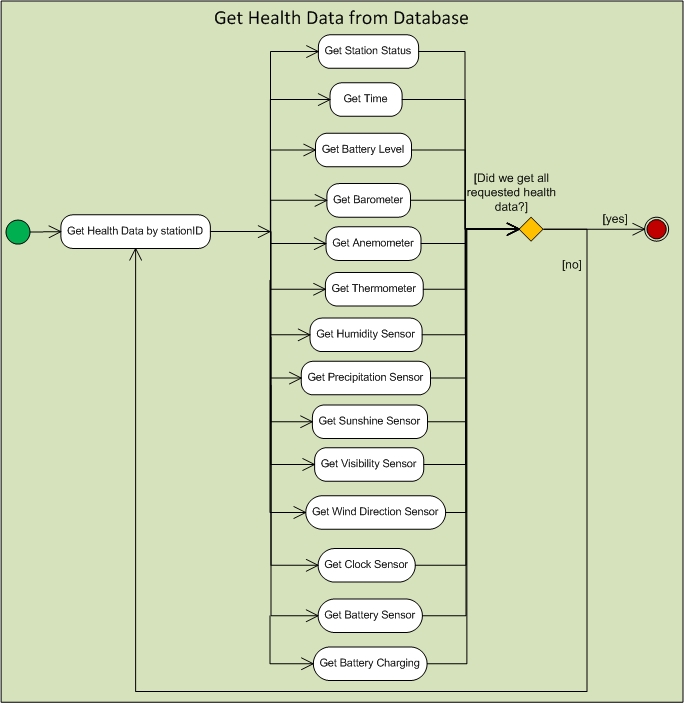 Get Health Data from Database
Get Station Status
Get Time
Get Battery Level
[Did we get all
requested health
data?]
Get Barometer
[yes]
Get Health Data by stationID
Get Anemometer
[no]
Get Thermometer
Get Humidity Sensor
Get Precipitation Sensor
Get Sunshine Sensor
Get Visibility Sensor
Get Wind Direction Sensor
Get Clock Sensor
Get Battery Sensor
Get Battery Charging